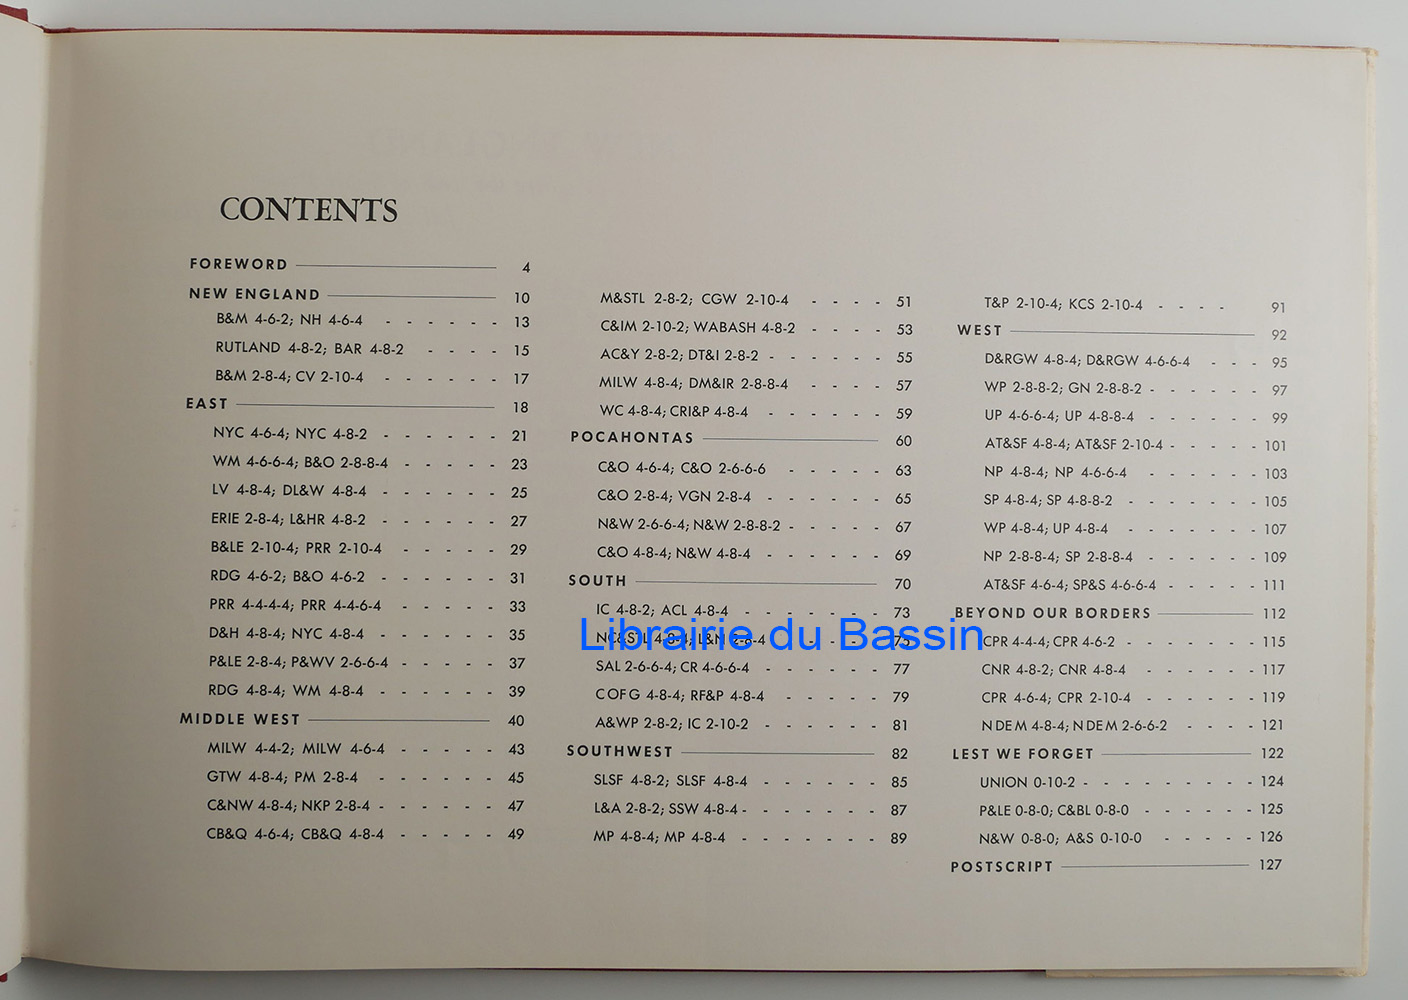 CONTENTS
FOREWORD 4
NEW ENGLAND 10
B&M 4-6-2; NH 4-6-4 - - - - - - 13
RUTLAND 4-8-2; BAR 4-8-2 - - - - 15
B&M 2-8-4; CV 2-10-4 - - - - - - 17
EAST 18
NYC 4-6-4; NYC 4-8-2 - - - - - - 21
WM 4-6-6-4; B&O 2-8-8-4 - - - - - 23
LV 4-8-4; DL&W 4-8-4 - - - - - - 25
ERIE 2-8-4; L&HR 4-8-2 - - - - - - 27
B&LE 2-10-4; PRR 2-10-4 - - - - - 29
RDG 4-6-2; B&O 4-6-2 - - - - - - 31
PRR 4-4-4-4; PRR 4-4-6-4 - - - - - 33
D&H 4-8-4; NYC 4-8-4 - - - - - 35
P&LE 2-8-4; P&WV 2-6-6-4 - - - - - 37
RDG 4-8-4; WM 4-8-4 - - - - - - 39
MIDDLE WEST 40
MILW 4-4-2; MILW 4-6-4 - - - - - 43
GTW 4-8-4; PM 2-8-4 - - - - - - 45
C&NW 4-8-4; NKP 2-8-4 - - - - - - 47
CB&Q 4-6-4; CB&Q 4-8-4 - - - - - 49
M&STL 2-8-2; CGW 2-10-4 - - - - 51
C&IM 2-10-2; WABASH 4-8-2 - - - - 53
AC&Y 2-8-2; DT&I 2-8-2 - - - - - - 55
MILW 4-8-4; DM&IR 2-8-8-4 - - - - 57
WC 4-8-4; CRI&P 4-8-4 - - - - - - 59
POCAHONTAS 60
C&O 4-6-4; C&O 2-6-6-6 - - - - - 63
C&O 2-8-4; VGN 2-8-4 - - - - - - 65
N&W 2-6-6-4; N&W 2-8-8-2 - - - - - 67
C&O 4-8-4; N&W 4-8-4 - - - - - - 69
SOUTH 70
IC 4-8-2; ACL 4-8-4 - - - - - - - 73
NC&STL 4-8-4; L&N 2-8-4 - - - - - 75
SAL 2-6-6-4; CR 4-6-6-4 - - - - - - 77
C OF G 4-8-4; RF&P 4-8-4 - - - - - 79
A&WP 2-8-2; IC 2-10-2 - - - - - - 81
SOUTHWEST 82
SLSF 4-8-2; SLSF 4-8-4 - - - - - - 85
L&A 2-8-2; SSW 4-8-4 - - - - - - - 87
MP 4-8-4; MP 4-8-4 - - - - - - - 89
T&P 2-10-4; KCS 2-10-4 - - - - 91
WEST 92
D&RGW 4-8-4; D&RGW 4-6-6-4 - - - 95
WP 2-8-8-2; GN 2-8-8-2 - - - - - - 97
UP 4-6-6-4; UP 4-8-8-4 - - - - - - 99
AT&SF 4-8-4; AT&SF 2-10-4 - - - - - 101
NP 4-8-4; NP 4-6-6-4 - - - - - - 103
SP 4-8-4; SP 4-8-8-2 - - - - - - - 105
WP 4-8-4; UP 4-8-4 - - - - - - - 107
NP 2-8-8-4; SP 2-8-8-4 - - - - - - 109
AT&SF 4-6-4; SP&S 4-6-6-4 - - - - - 111
BEYOND OUR BORDERS 112
CPR 4-4-4; CPR 4-6-2 - - - - - - - 115
CNR 4-8-2; CNR 4-8-4 - - - - - - 117
CPR 4-6-4; CPR 2-10-4 - - - - - - 119
N DE M 4-8-4; N DE M 2-6-6-2 - - - - 121
LEST WE FORGET 122
UNION 0-10-2 - - - - - - - - - 124
P&LE 0-8-0; C&BL 0-8-0 - - - - - - 125
N&W 0-8-0; A&S 0-10-0 - - - - - 126
POSTSCRIPT 127
Librairie du Bassin